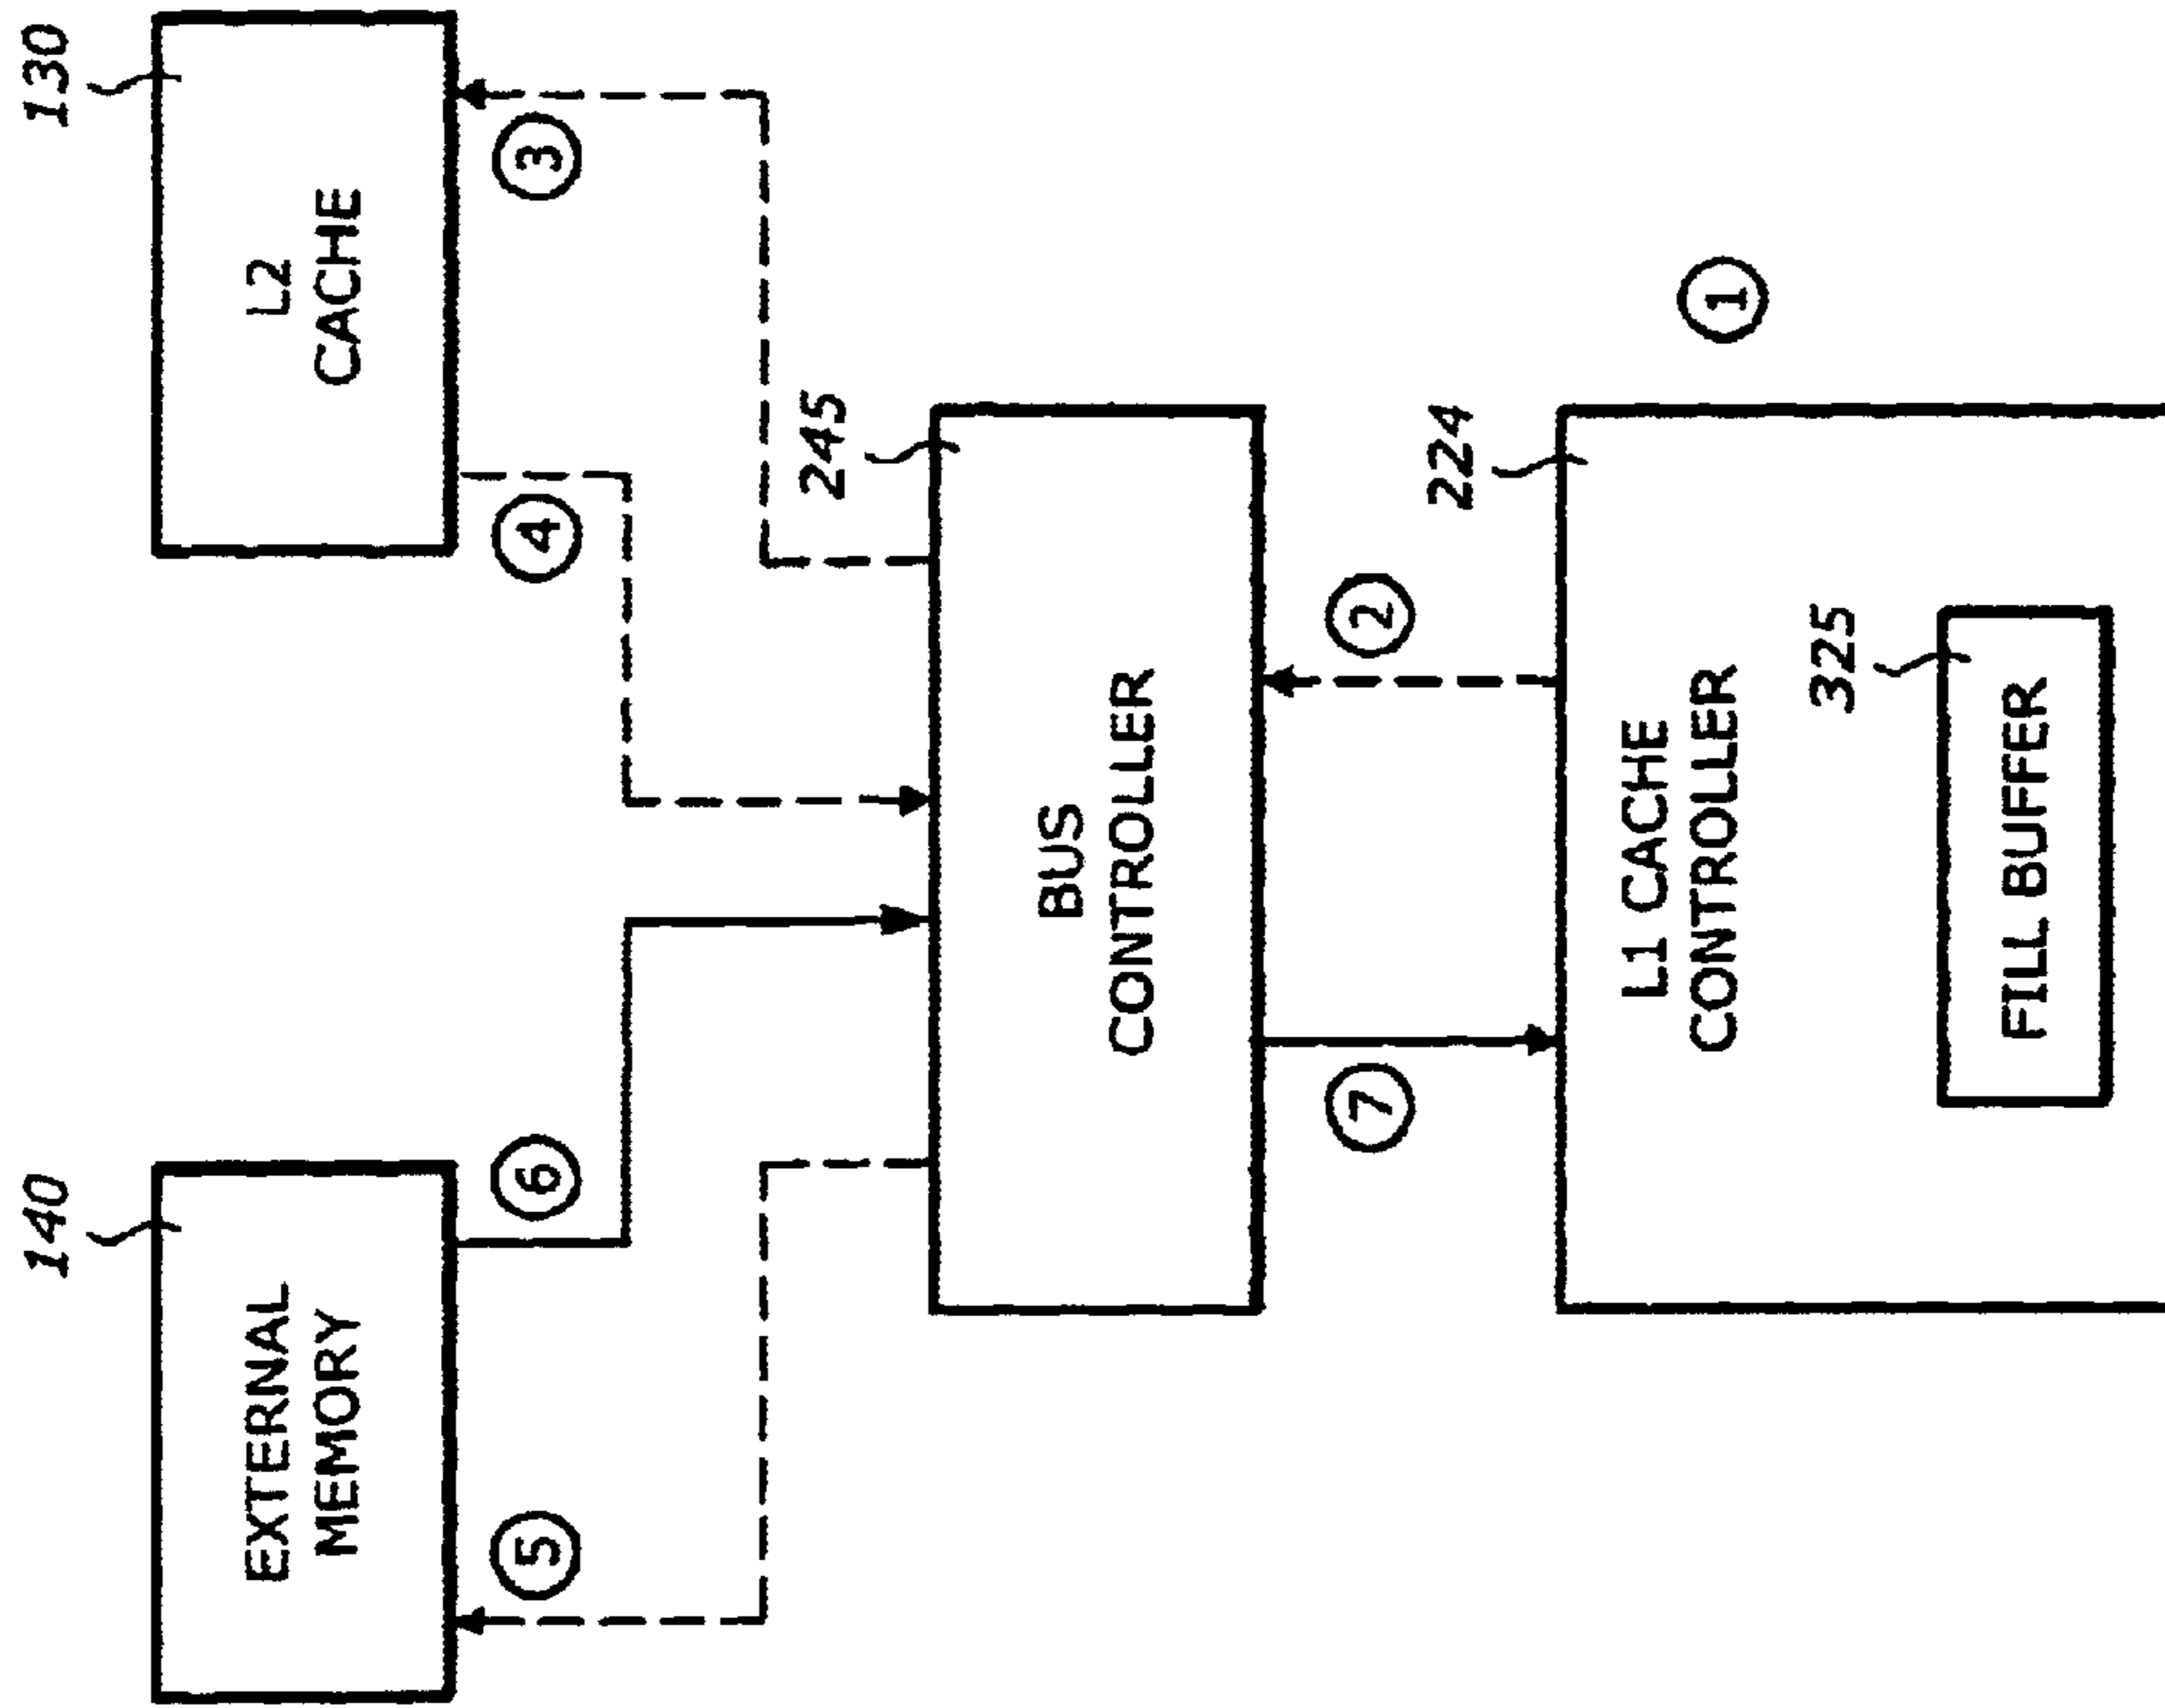 140
EXTERNAL
MEMORY
5
6
130
L2
CACHE
4
3
245
BUS
CONTROLLER
7
2
224
L1 CACHE
CONTROLLER
1
325
FILL BUFFER